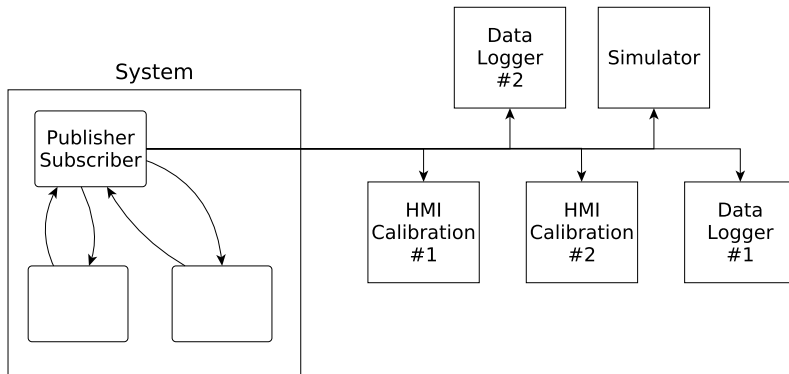 System
Publisher
Subscriber
Data
Logger
#2
Simulator
HMI
Calibration
#1
HMI
Calibration
#2
Data
Logger
#1